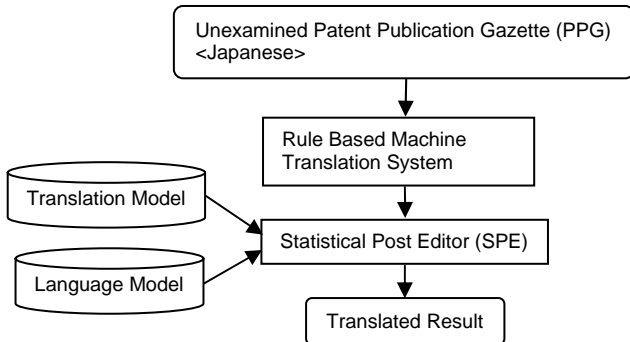 Unexamined Patent Publication Gazette (PPG)
<Japanese>
Rule Based Machine
Translation System
Translation Model
Statistical Post Editor (SPE)
Language Model
Translated Result